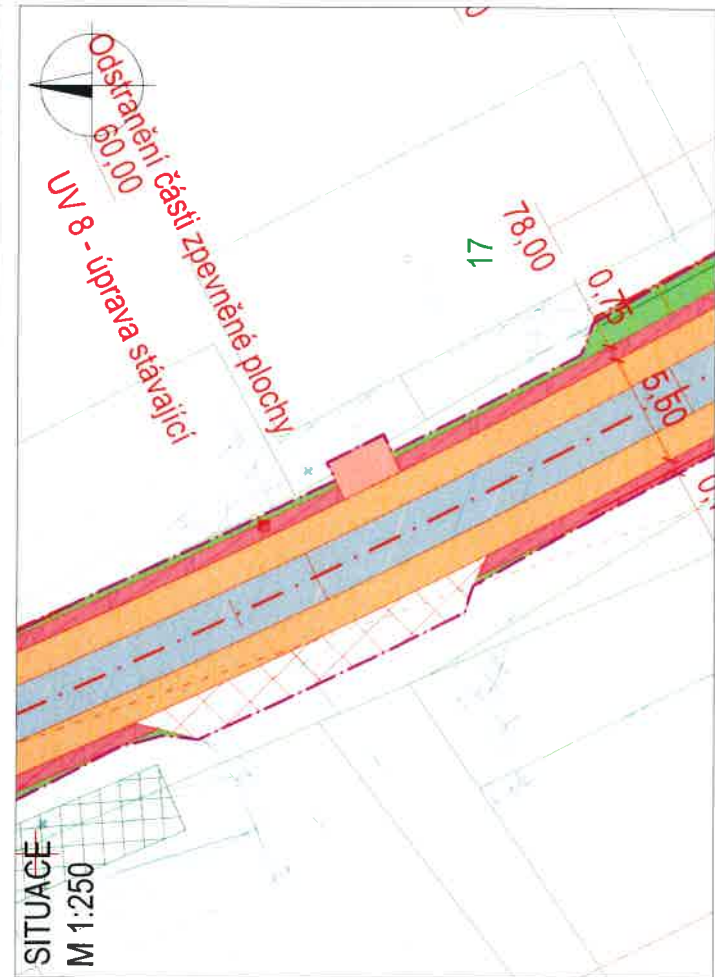 Odstranění části zpevněné plochy
60,00
UV 8 - úprava stávající
17
78,00
0,75
5,50
SITUACE
M 1:250